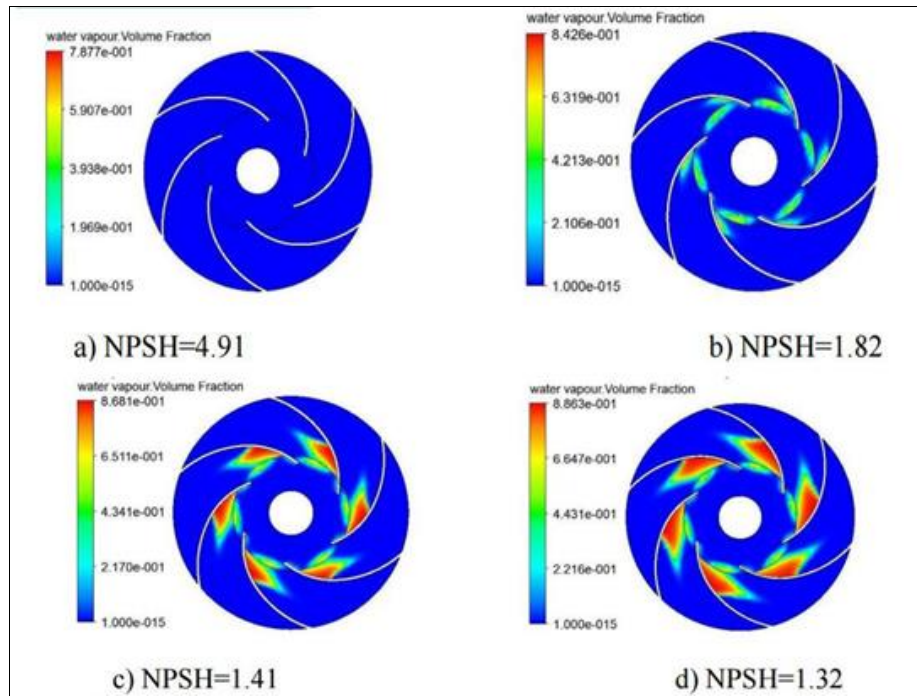 water vapour.Volume Fraction
7.877e-001
5.907e-001
3.938e-001
1.969e-001
1.000e-015
a) NPSH=4.91
water vapour.Volume Fraction
8.426e-001
6.319e-001
4.213e-001
2.106e-001
1.000e-015
b) NPSH=1.82
water vapour.Volume Fraction
8.681e-001
6.511e-001
4.341e-001
2.170e-001
1.000e-015
c) NPSH=1.41
water vapour.Volume Fraction
8.863e-001
6.647e-001
4.431e-001
2.216e-001
1.000e-015
d) NPSH=1.32